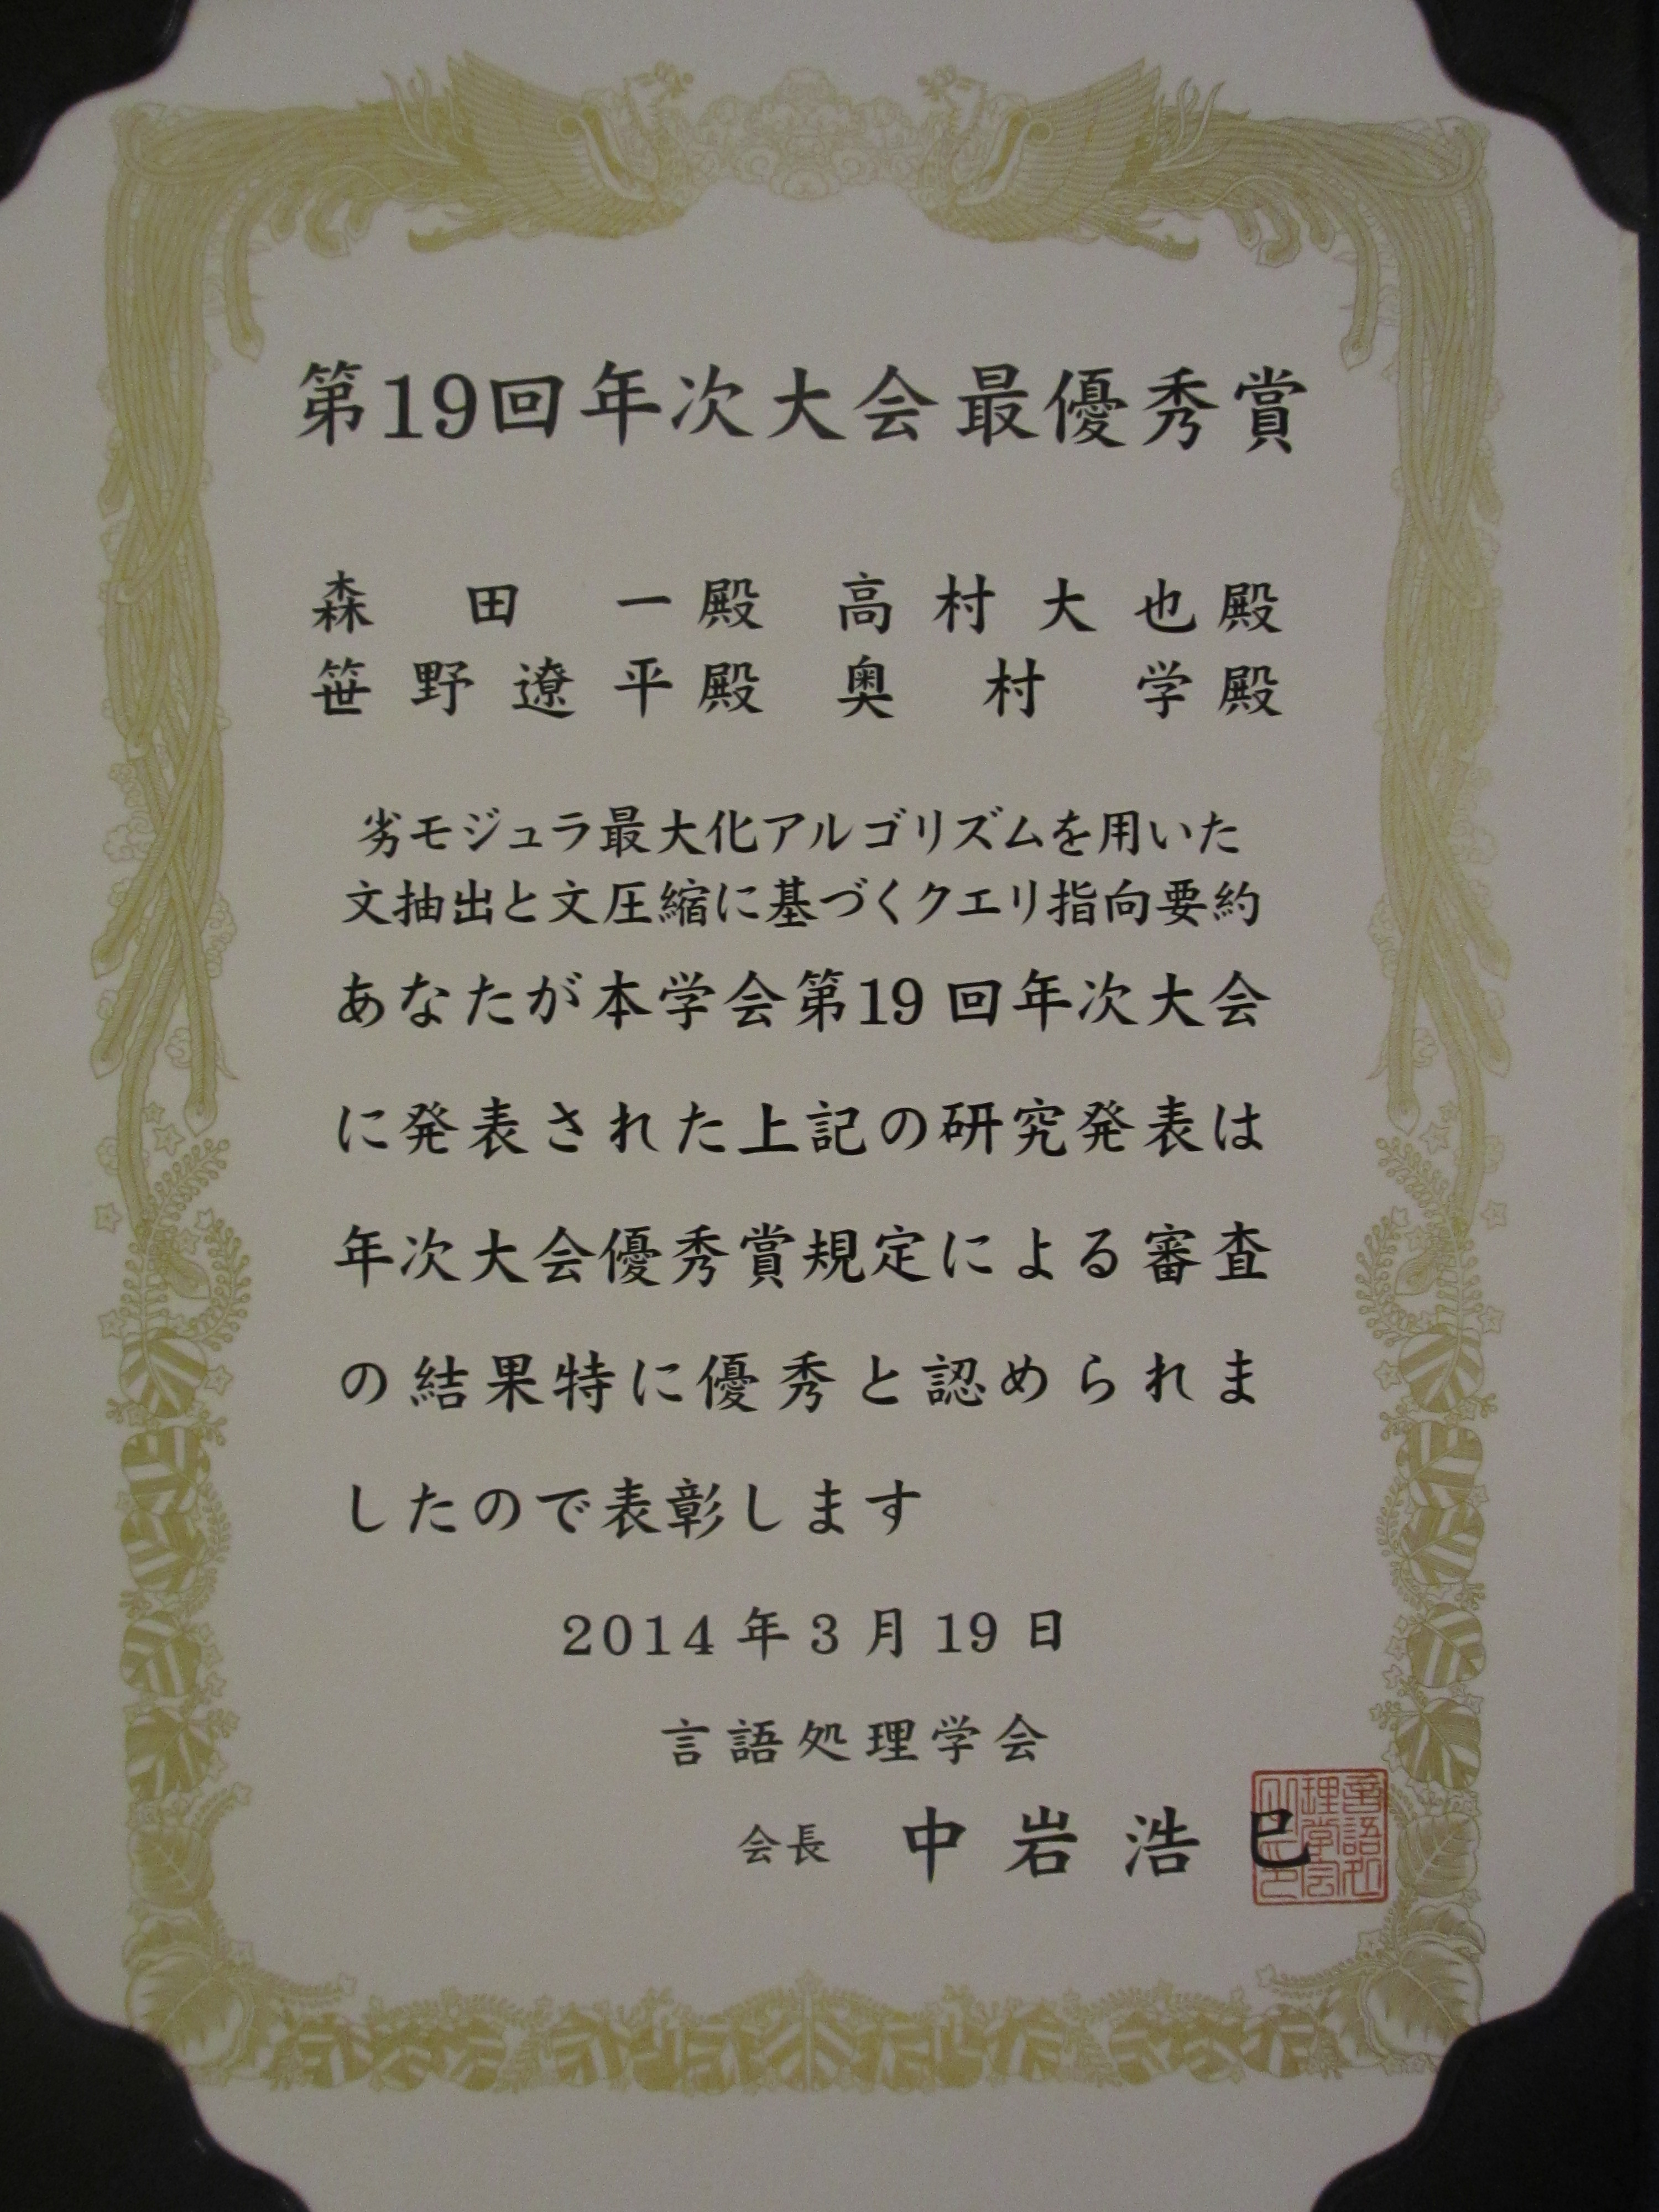 第19回年次大会最優秀賞
森田一殿 高村大也殿
笹野遼平殿 奥村学殿
劣モジュラ最大化アルゴリズムを用いた
文抽出と文圧縮に基づくクエリ指向要約
あなたが本学会第19回年次大会
に発表された上記の研究発表は
年次大会優秀賞規定による審査
の結果特に優秀と認められま
したので表彰します
2014年3月19日
言語処理学会
会長 中岩浩巳